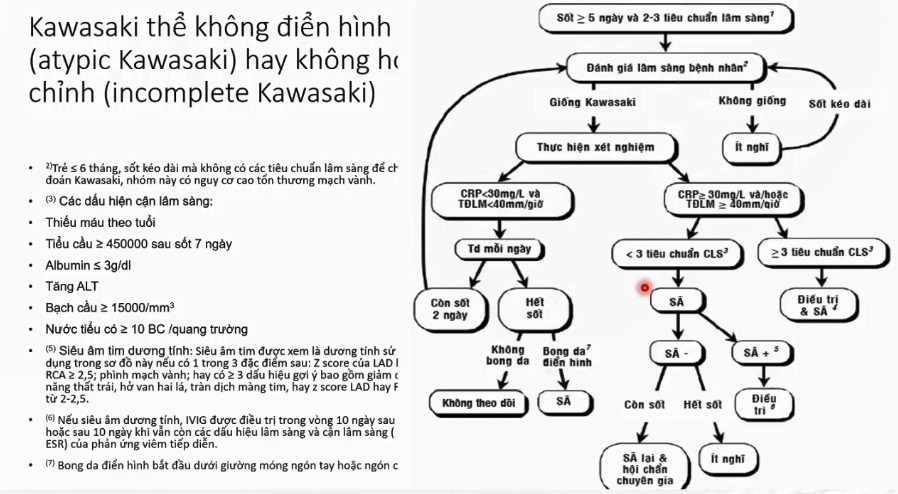 Kawasaki thể không điển hình
(atypic Kawasaki) hay không ho
chỉnh (incomplete Kawasaki)
• ²⁾Trẻ ≤ 6 tháng, sốt kéo dài mà không có các tiêu chuẩn lâm sàng để ch
đoán Kawasaki, nhóm này có nguy cơ cao tổn thương mạch vành.
• ⁽³⁾ Các dấu hiện cận lâm sàng:
• Thiếu máu theo tuổi
• Tiểu cầu ≥ 450000 sau sốt 7 ngày
• Albumin ≤ 3g/dl
• Tăng ALT
• Bạch cầu ≥ 15000/mm³
• Nước tiểu có ≥ 10 BC /quang trường
• ⁽⁵⁾ Siêu âm tim dương tính: Siêu âm tim được xem là dương tính sử
dụng trong sơ đồ này nếu có 1 trong 3 đặc điểm sau: Z score của LAD
RCA ≥ 2,5; phình mạch vành; hay có ≥ 3 dấu hiệu gợi ý bao gồm giảm c
năng thất trái, hở van hai lá, tràn dịch màng tim, hay z score LAD hay
từ 2-2,5.
• ⁽⁶⁾ Nếu siêu âm dương tính, IVIG được điều trị trong vòng 10 ngày sau
hoặc sau 10 ngày khi vẫn còn các dấu hiệu lâm sàng và cận lâm sàng (
ESR) của phản ứng viêm tiếp diễn.
• ⁽⁷⁾ Bong da điển hình bắt đầu dưới giường móng ngón tay hoặc ngón c
Sốt ≥ 5 ngày và 2-3 tiêu chuẩn lâm sàng¹
Đánh giá lâm sàng bệnh nhân²
Giống Kawasaki
Không giống
Sốt kéo dài
Thực hiện xét nghiệm
Ít nghĩ
CRP<30mg/L và
TĐLM<40mm/giờ
CRP≥ 30mg/L và/hoặc
TĐLM ≥ 40mm/giờ
Td mỗi ngày
< 3 tiêu chuẩn CLS³
≥ 3 tiêu chuẩn CLS³
Còn sốt
2 ngày
Hết
sốt
SÂ
Điều trị
& SÂ ⁴
Không
bong da
Bong da⁷
điển hình
SÂ -
SÂ + ⁵
Không theo dõi
SÂ
Còn sốt
Hết sốt
Điều
trị ⁶
SÂ lại &
hội chẩn
chuyên gia
Ít nghĩ